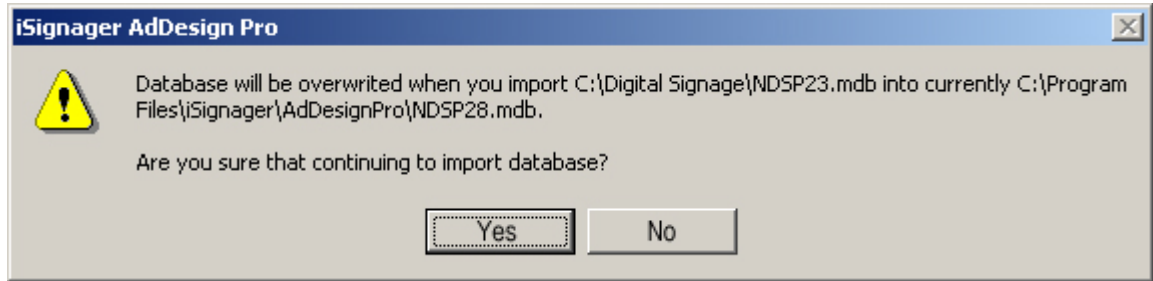 iSignager AdDesign Pro
Database will be overwrited when you import C:\Digital Signage\NDSP23.mdb into currently C:\Program
Files\iSignager\AdDesignPro\NDSP28.mdb.
Are you sure that continuing to import database?
Yes
No